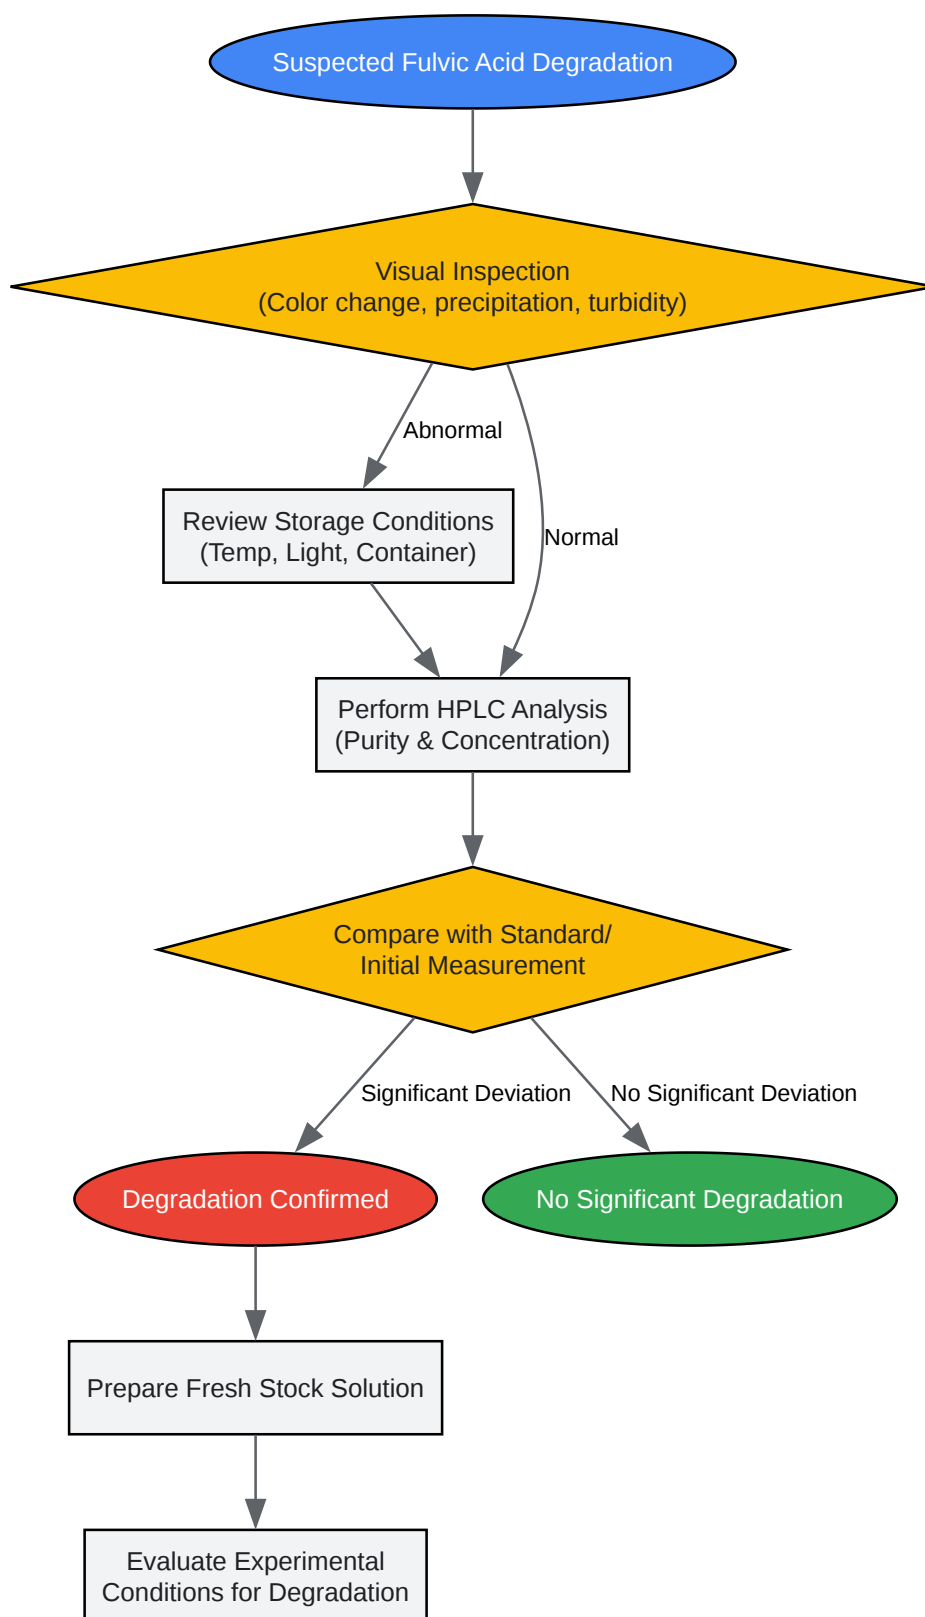 Suspected Fulvic Acid Degradation
Visual Inspection
(Color change, precipitation, turbidity)
Abnormal
Review Storage Conditions
(Temp, Light, Container)
Normal
Perform HPLC Analysis
(Purity & Concentration)
Compare with Standard/
Initial Measurement
Significant Deviation
No Significant Deviation
Degradation Confirmed
No Significant Degradation
Prepare Fresh Stock Solution
Evaluate Experimental
Conditions for Degradation